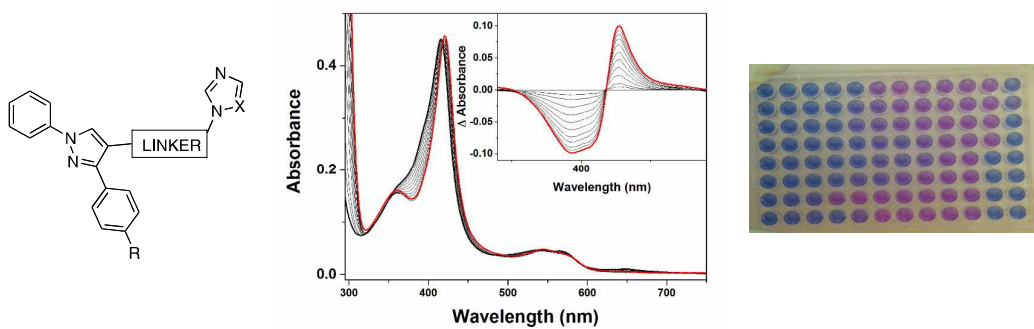 N
N
X
N
N
LINKER
R
Absorbance
0.4
0.2
0.0
300
400
500
600
700
Wavelength (nm)
Δ Absorbance
0.10
0.05
0.00
-0.05
-0.10
400
Wavelength (nm)